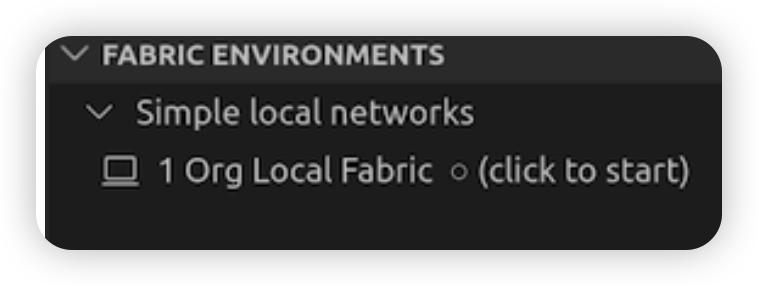 FABRIC ENVIRONMENTS
Simple local networks
1 Org Local Fabric ○ (click to start)